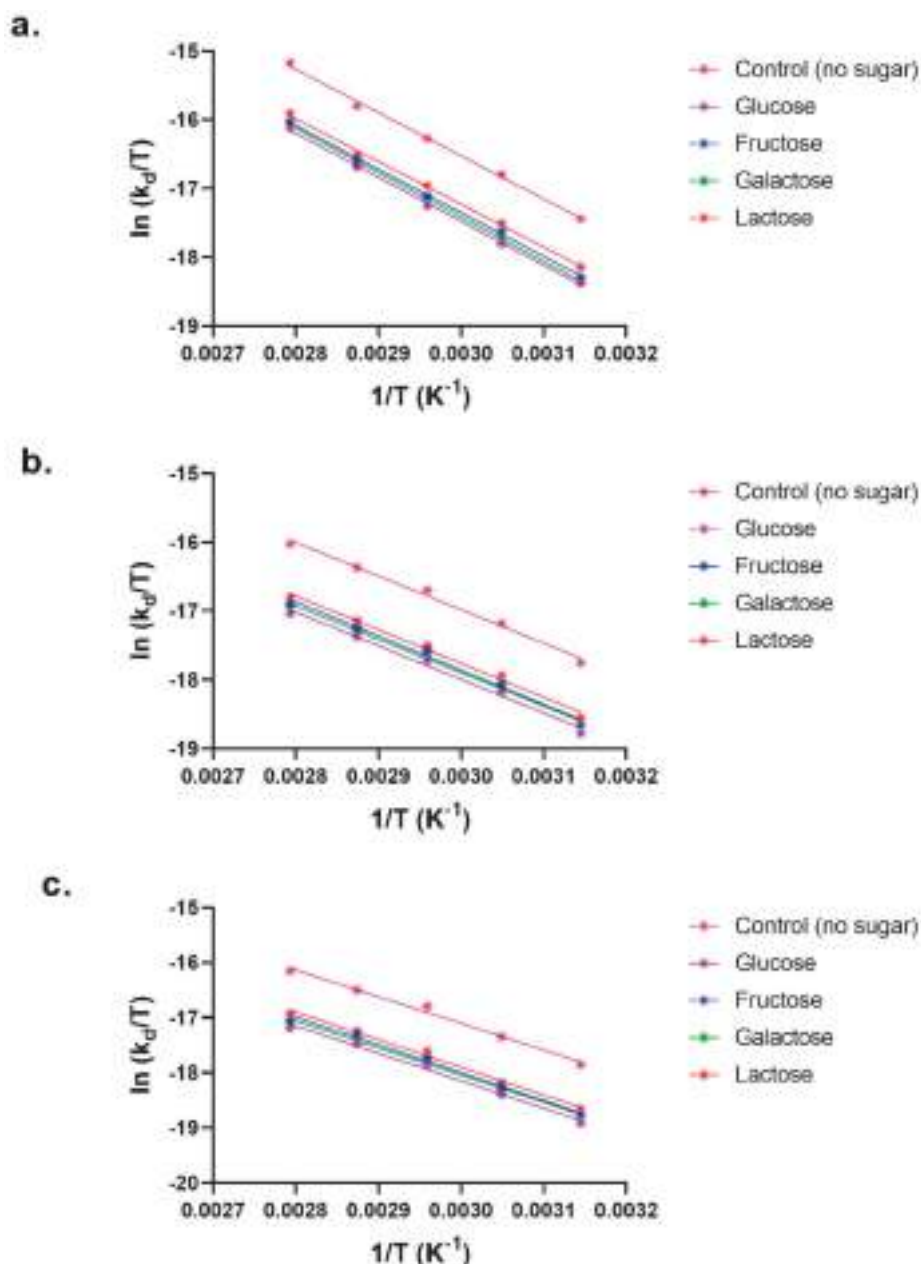 a.
-15
-16
-17
-18
-19
ln (kd/T)
0.0027 0.0028 0.0029 0.0030 0.0031 0.0032
1/T (K⁻¹)
Control (no sugar)
Glucose
Fructose
Galactose
Lactose
b.
-15
-16
-17
-18
-19
ln (kd/T)
0.0027 0.0028 0.0029 0.0030 0.0031 0.0032
1/T (K⁻¹)
Control (no sugar)
Glucose
Fructose
Galactose
Lactose
c.
-15
-16
-17
-18
-19
-20
ln (kd/T)
0.0027 0.0028 0.0029 0.0030 0.0031 0.0032
1/T (K⁻¹)
Control (no sugar)
Glucose
Fructose
Galactose
Lactose